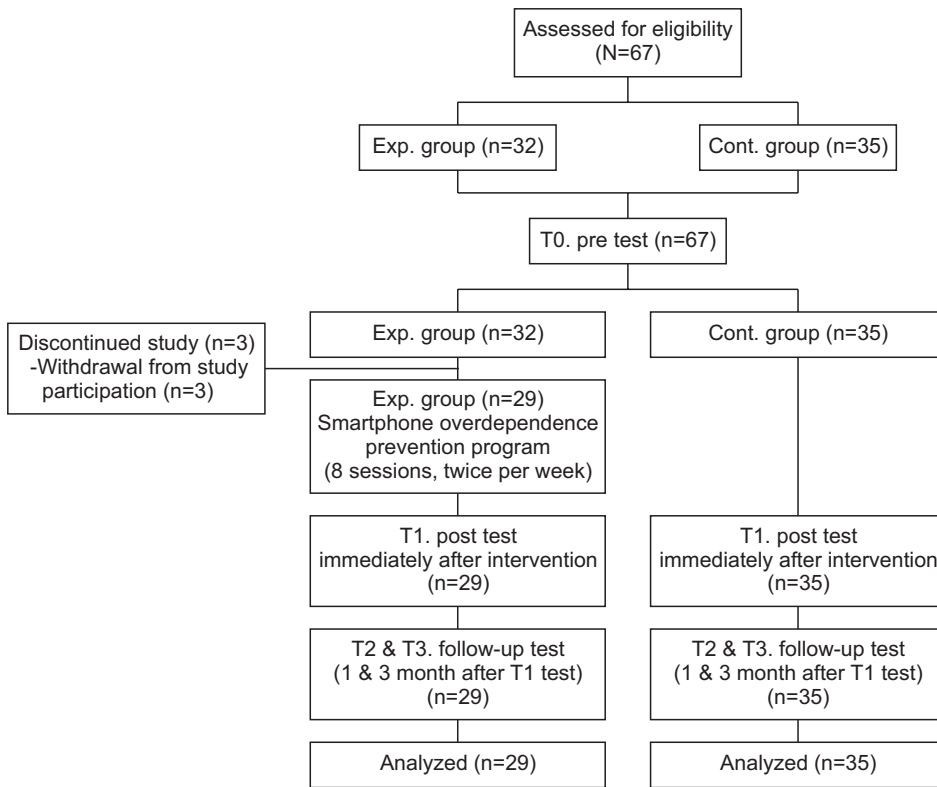 Assessed for eligibility
(N=67)
Exp. group (n=32)
Cont. group (n=35)
T0. pre test (n=67)
Exp. group (n=32)
Cont. group (n=35)
Discontinued study (n=3)
-Withdrawal from study
participation (n=3)
Exp. group (n=29)
Smartphone overdependence
prevention program
(8 sessions, twice per week)
T1. post test
immediately after intervention
(n=29)
T1. post test
immediately after intervention
(n=35)
T2 & T3. follow-up test
(1 & 3 month after T1 test)
(n=29)
T2 & T3. follow-up test
(1 & 3 month after T1 test)
(n=35)
Analyzed (n=29)
Analyzed (n=35)